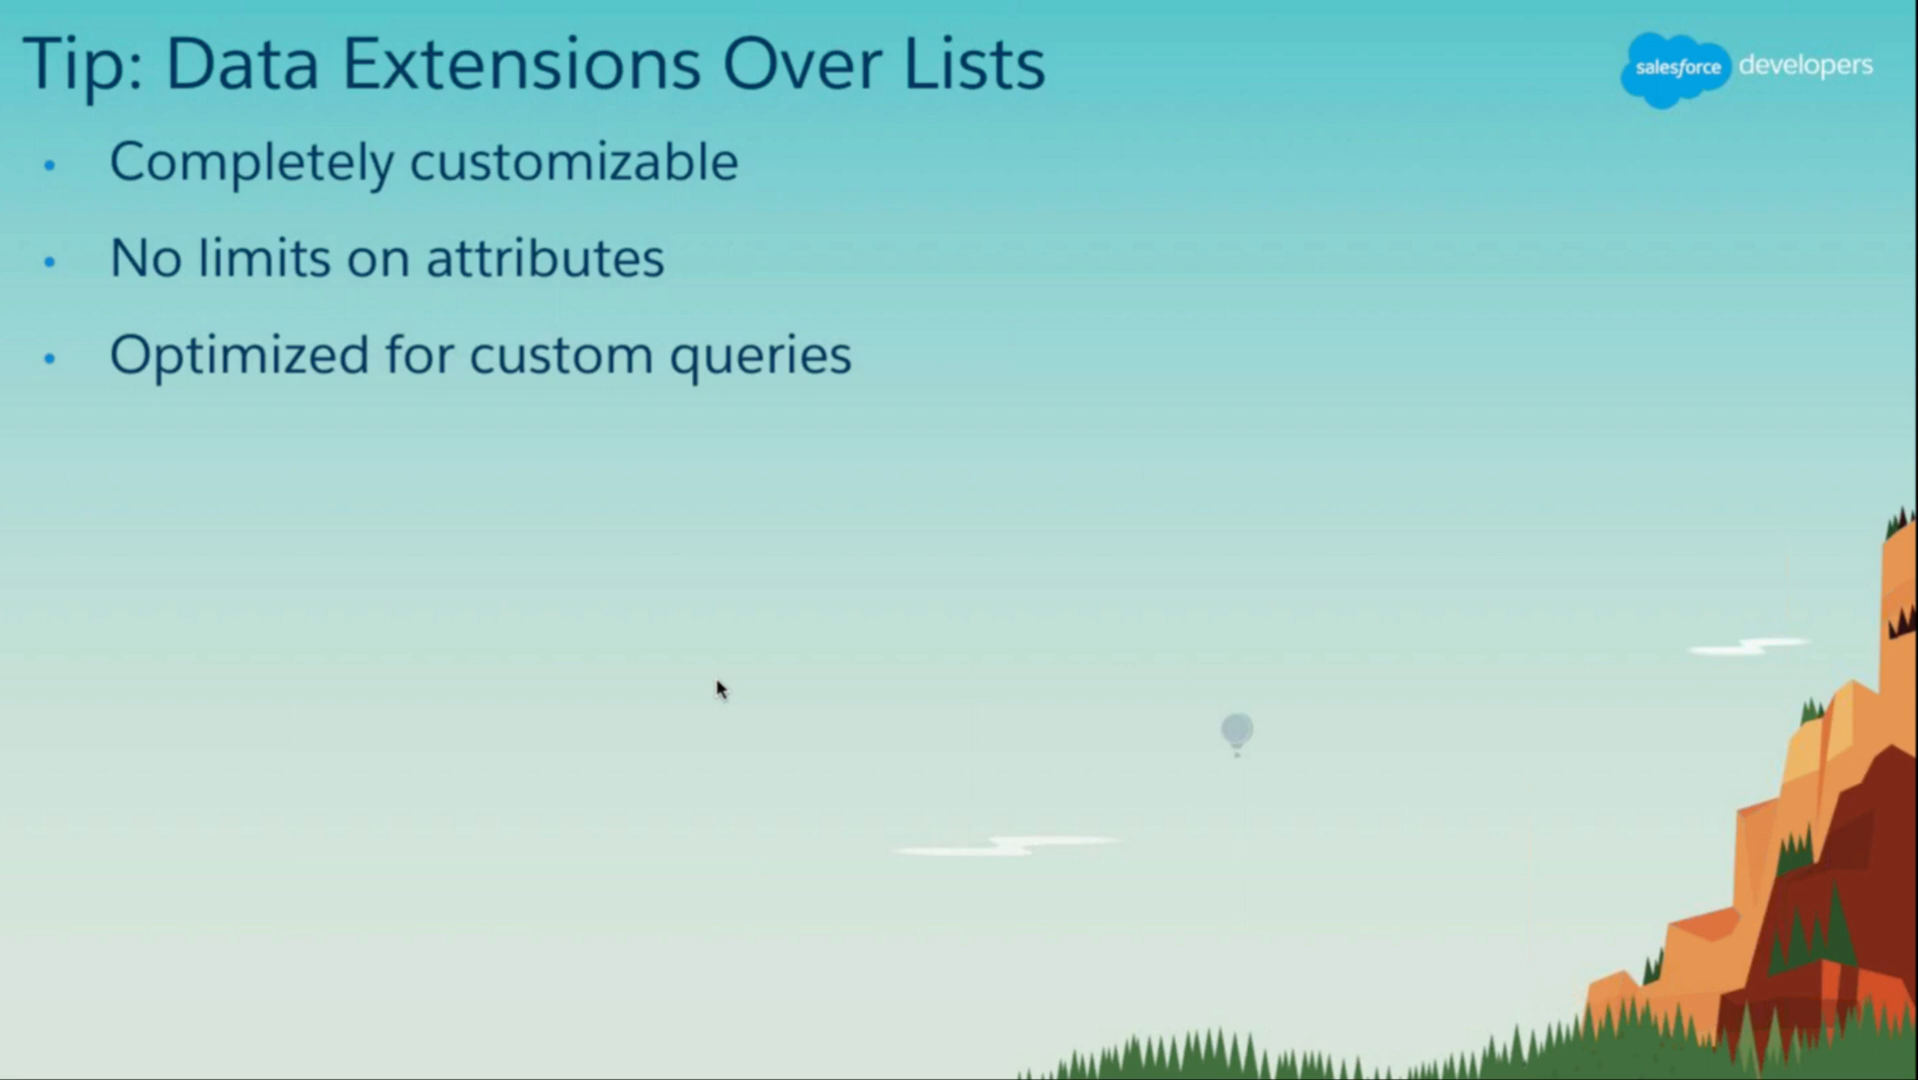 Tip: Data Extensions Over Lists
salesforce developers
• Completely customizable
• No limits on attributes
• Optimized for custom queries